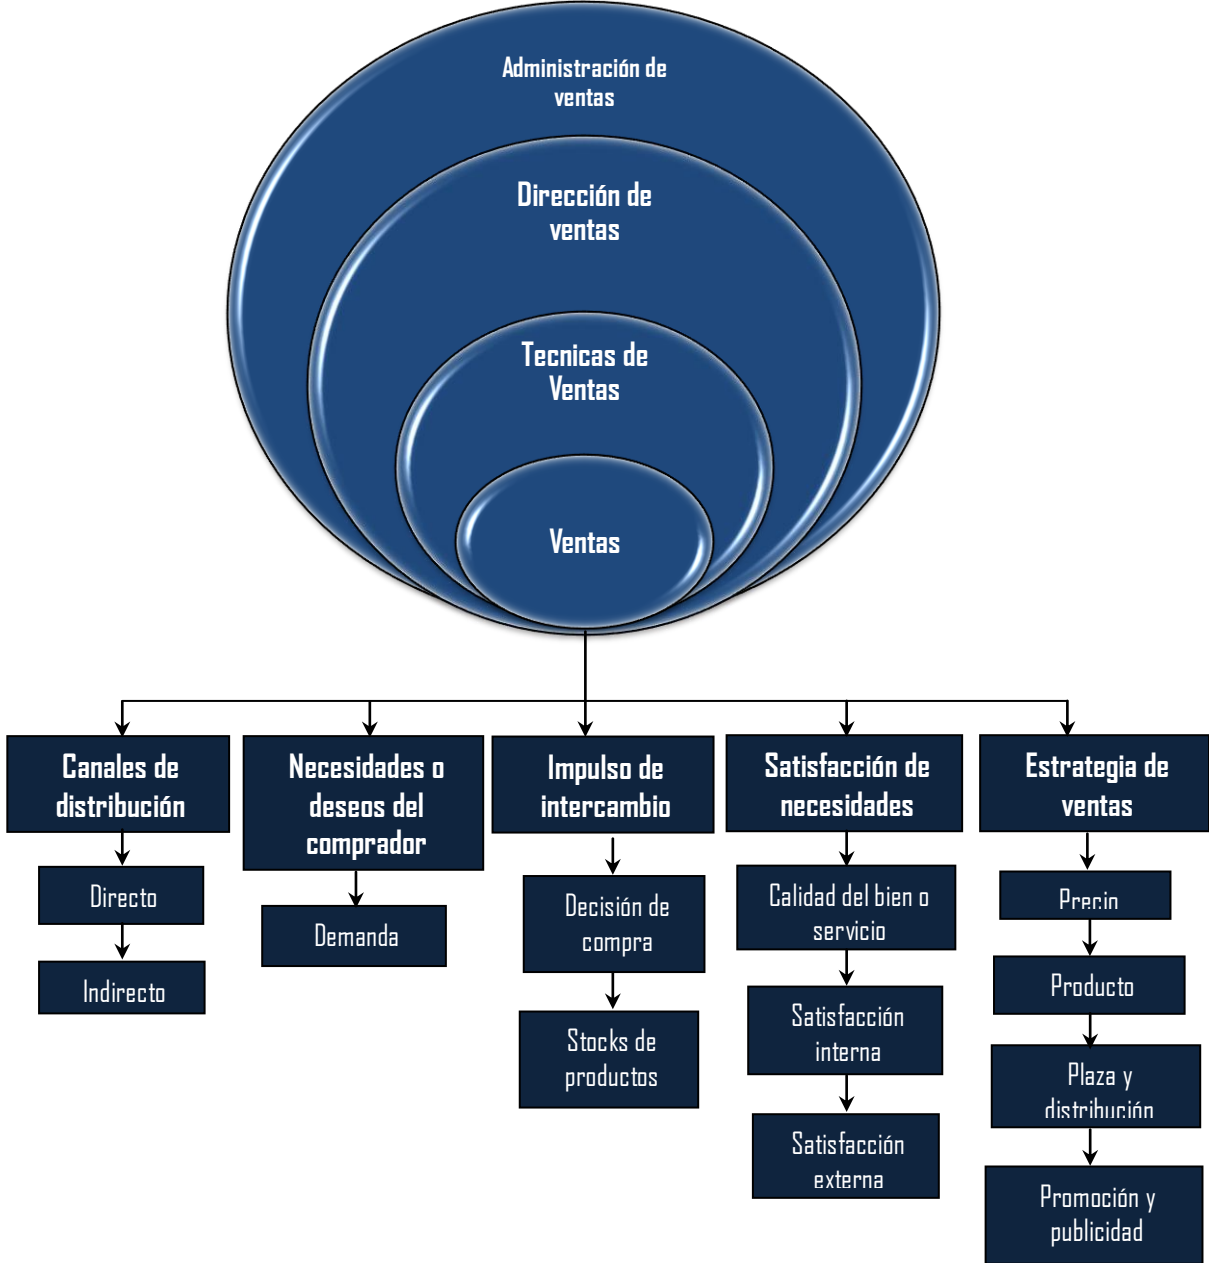 Administración de
ventas
Dirección de
ventas
Tecnicas de
Ventas
Ventas
Canales de
distribución
Necesidades o
deseos del
comprador
Impulso de
intercambio
Satisfacción de
necesidades
Estrategia de
ventas
Directo
Indirecto
Demanda
Decisión de
compra
Stocks de
productos
Calidad del bien o
servicio
Satisfacción
interna
Satisfacción
externa
Precio
Producto
Plaza y
distribución
Promoción y
publicidad